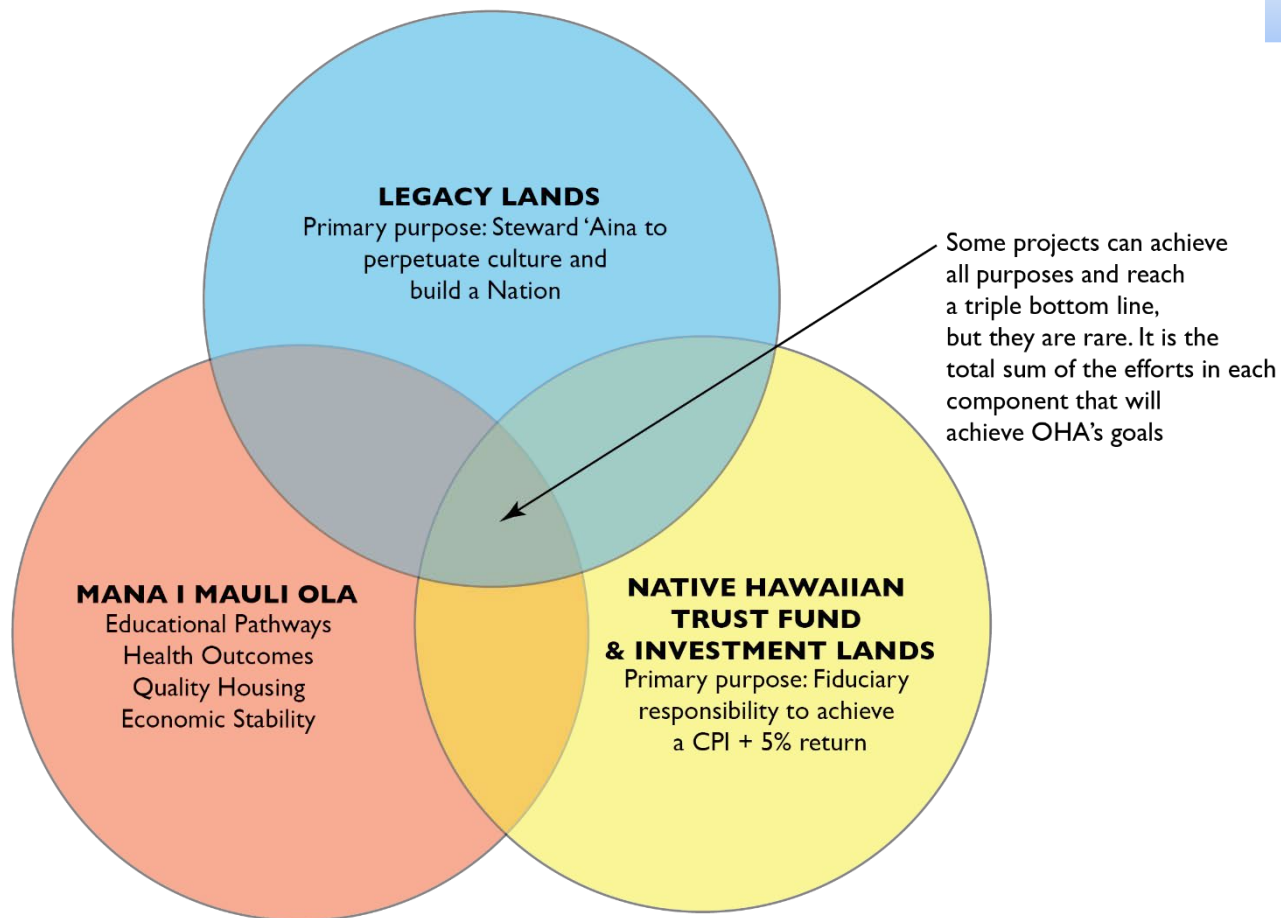 LEGACY LANDS
Primary purpose: Steward ‘Aina to
perpetuate culture and
build a Nation
Some projects can achieve
all purposes and reach
a triple bottom line,
but they are rare. It is the
total sum of the efforts in each
component that will
achieve OHA’s goals
MANA I MAULI OLA
Educational Pathways
Health Outcomes
Quality Housing
Economic Stability
NATIVE HAWAIIAN
TRUST FUND
& INVESTMENT LANDS
Primary purpose: Fiduciary
responsibility to achieve
a CPI + 5% return